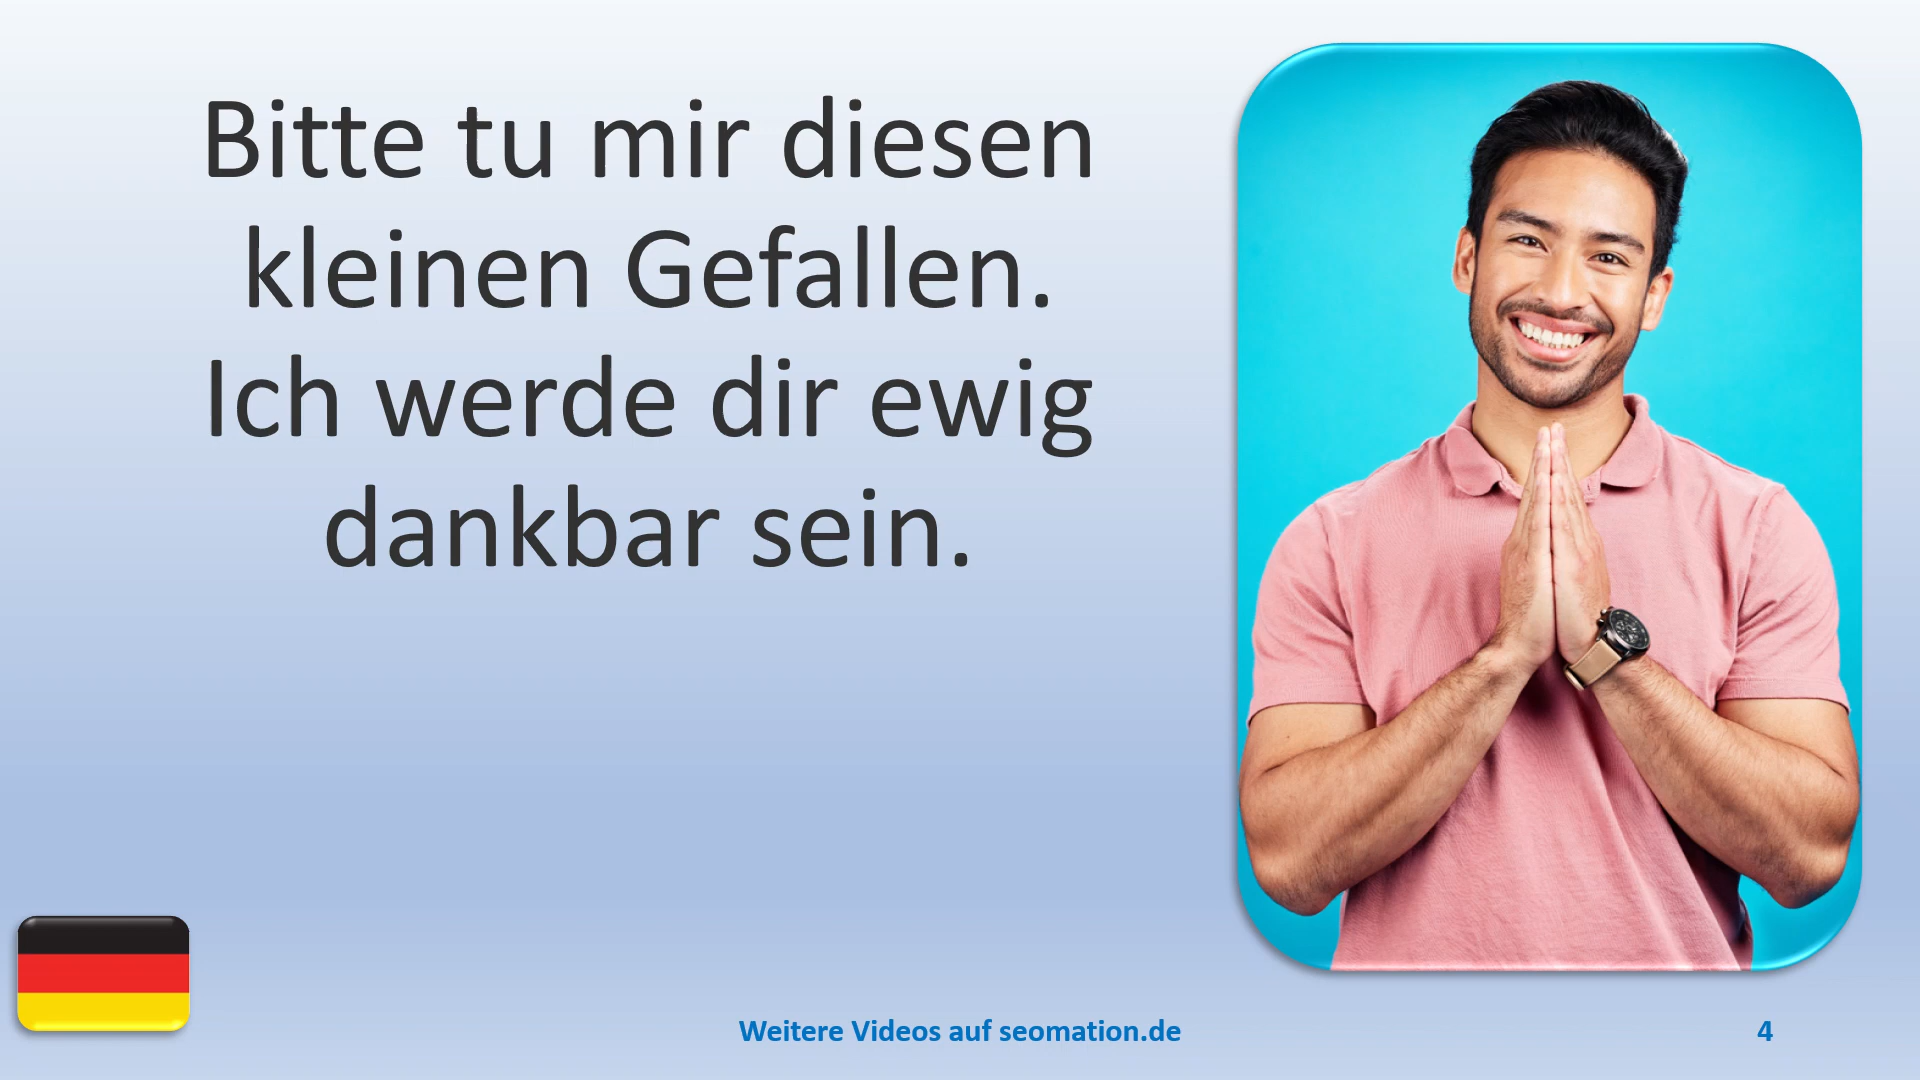 Bitte tu mir diesen
kleinen Gefallen.
Ich werde dir ewig
dankbar sein.
Weitere Videos auf seomation.de
4